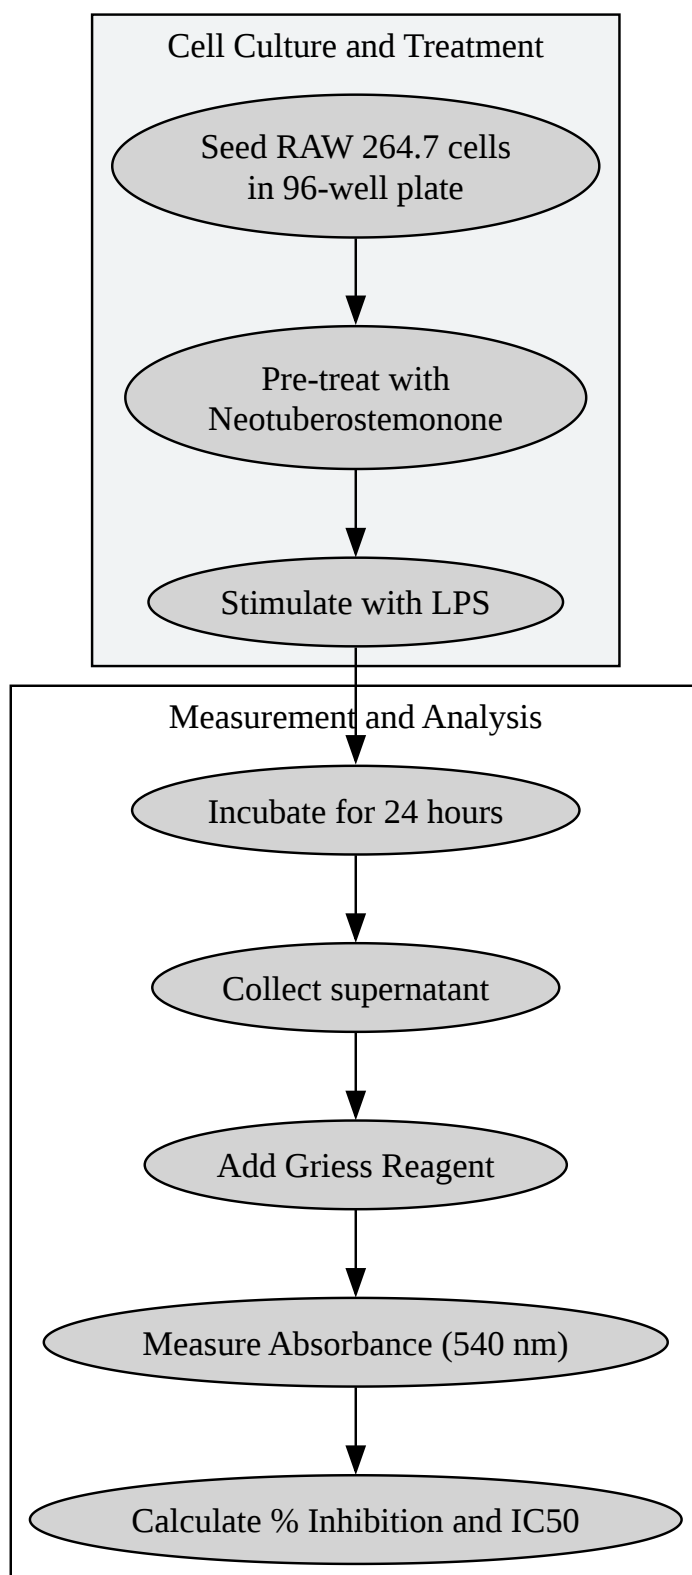 Cell Culture and Treatment
Seed RAW 264.7 cells
in 96-well plate
Pre-treat with
Neotuberostemonone
Stimulate with LPS
Measurement and Analysis
Incubate for 24 hours
Collect supernatant
Add Griess Reagent
Measure Absorbance (540 nm)
Calculate % Inhibition and IC50